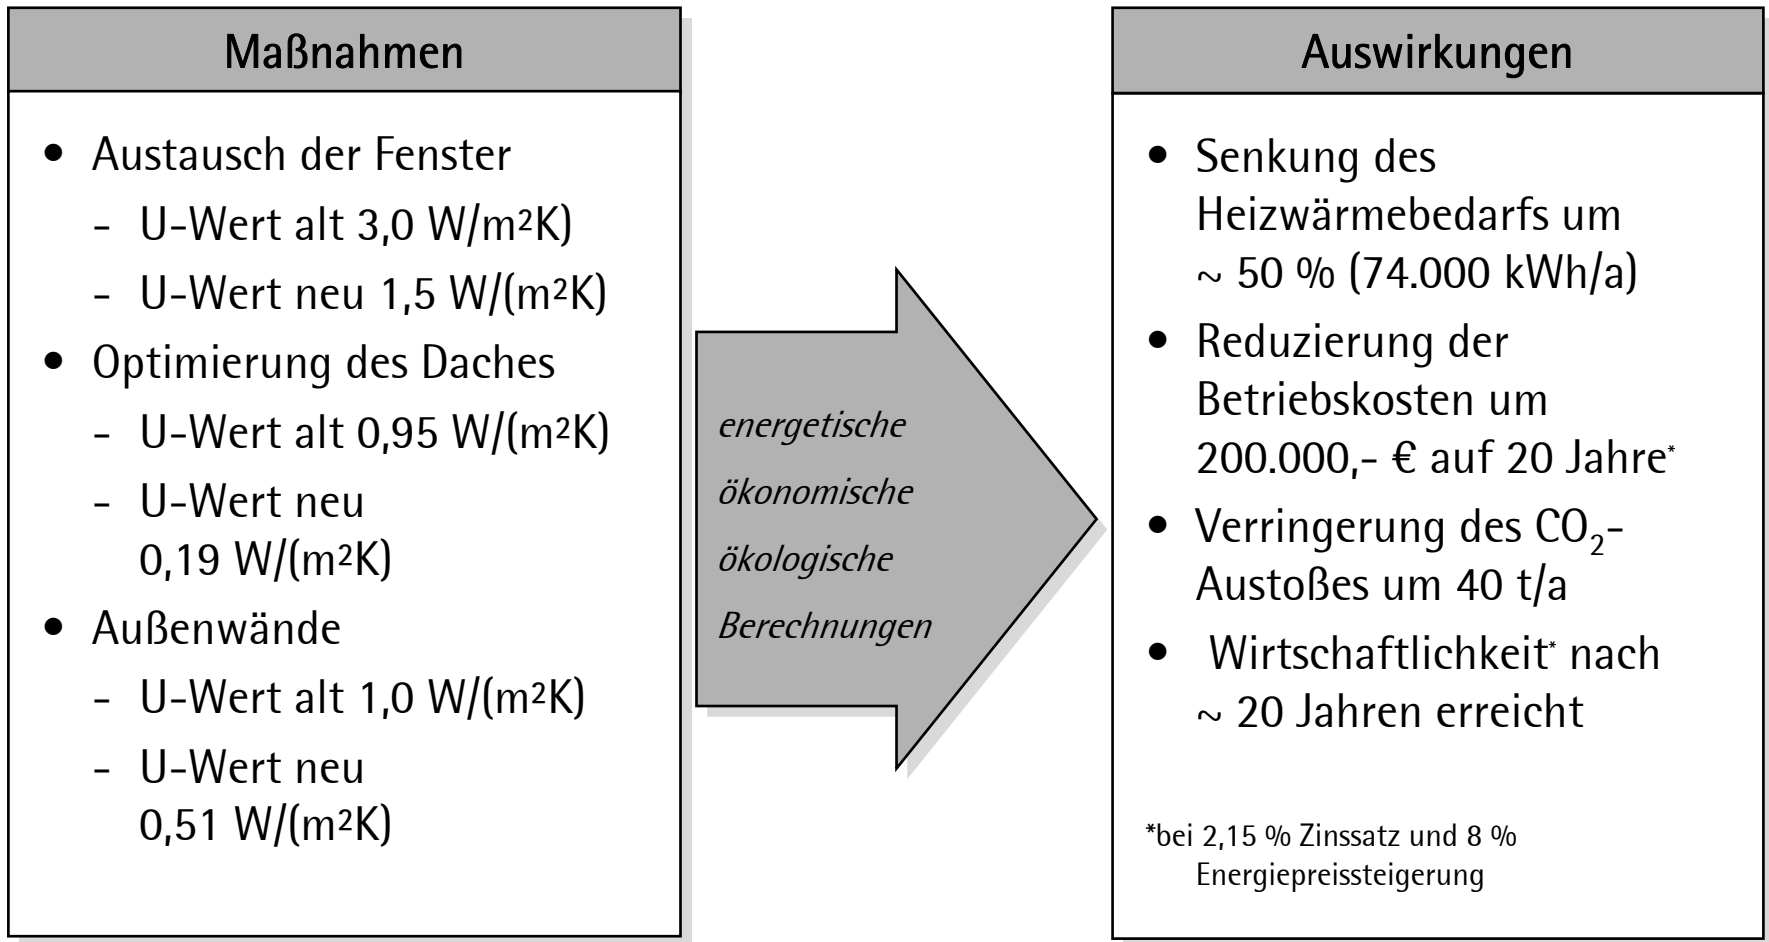 Maßnahmen
• Austausch der Fenster
- U-Wert alt 3,0 W/m²K)
- U-Wert neu 1,5 W/(m²K)
• Optimierung des Daches
- U-Wert alt 0,95 W/(m²K)
- U-Wert neu
0,19 W/(m²K)
• Außenwände
- U-Wert alt 1,0 W/(m²K)
- U-Wert neu
0,51 W/(m²K)
energetische
ökonomische
ökologische
Berechnungen
Auswirkungen
• Senkung des
Heizwärmebedarfs um
~ 50 % (74.000 kWh/a)
• Reduzierung der
Betriebskosten um
200.000,- € auf 20 Jahre*
• Verringerung des CO₂-
Austoßes um 40 t/a
• Wirtschaftlichkeit* nach
~ 20 Jahren erreicht
*bei 2,15 % Zinssatz und 8 %
Energiepreissteigerung